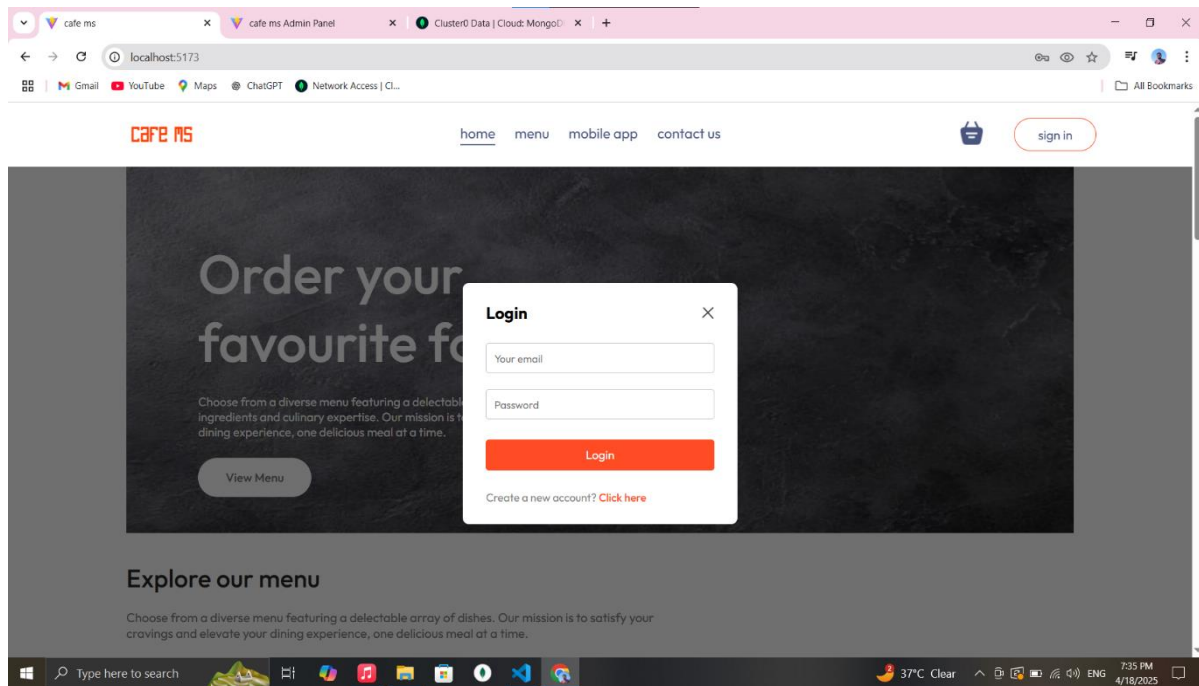 cafe ms
cafe ms Admin Panel
Cluster0 Data | Cloud: MongoD
localhost:5173
Gmail
YouTube
Maps
ChatGPT
Network Access | Cl...
All Bookmarks
CAFE MS
home
menu
mobile app
contact us
sign in
Order your
favourite fo
Choose from a diverse menu featuring a delectabl
ingredients and culinary expertise. Our mission is t
dining experience, one delicious meal at a time.
View Menu
Login
Your email
Password
Login
Create a new account? Click here
Explore our menu
Choose from a diverse menu featuring a delectable array of dishes. Our mission is to satisfy your
cravings and elevate your dining experience, one delicious meal at a time.
Type here to search
2
37°C Clear
ENG
7:35 PM
4/18/2025